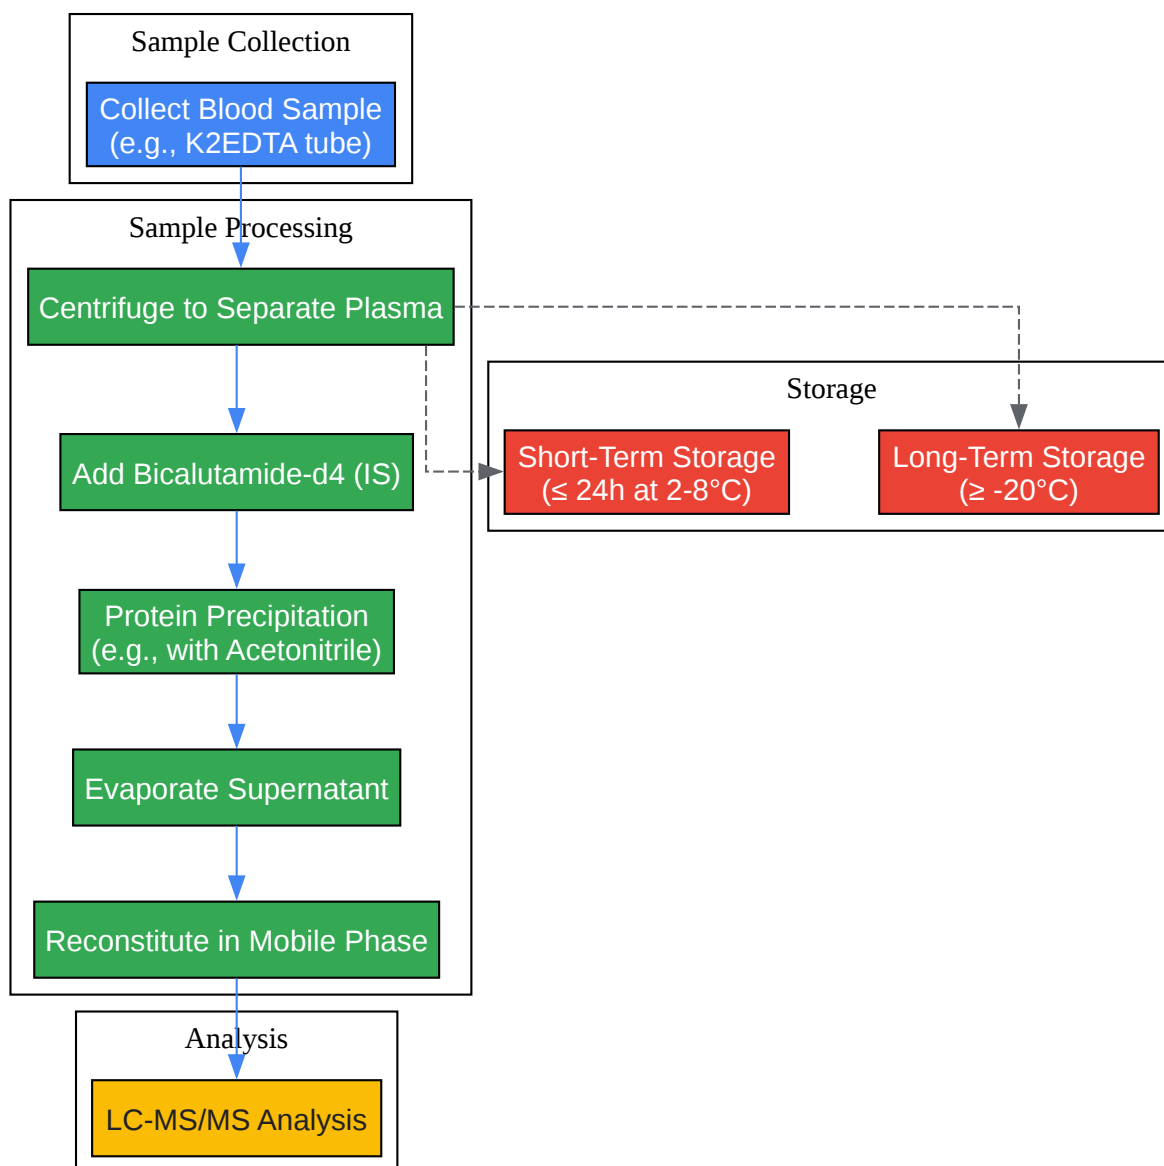 Sample Collection
Collect Blood Sample
(e.g., K2EDTA tube)
Sample Processing
Centrifuge to Separate Plasma
Storage
Short-Term Storage
(≤ 24h at 2-8°C)
Long-Term Storage
(≥ -20°C)
Add Bicalutamide-d4 (IS)
Protein Precipitation
(e.g., with Acetonitrile)
Evaporate Supernatant
Reconstitute in Mobile Phase
Analysis
LC-MS/MS Analysis